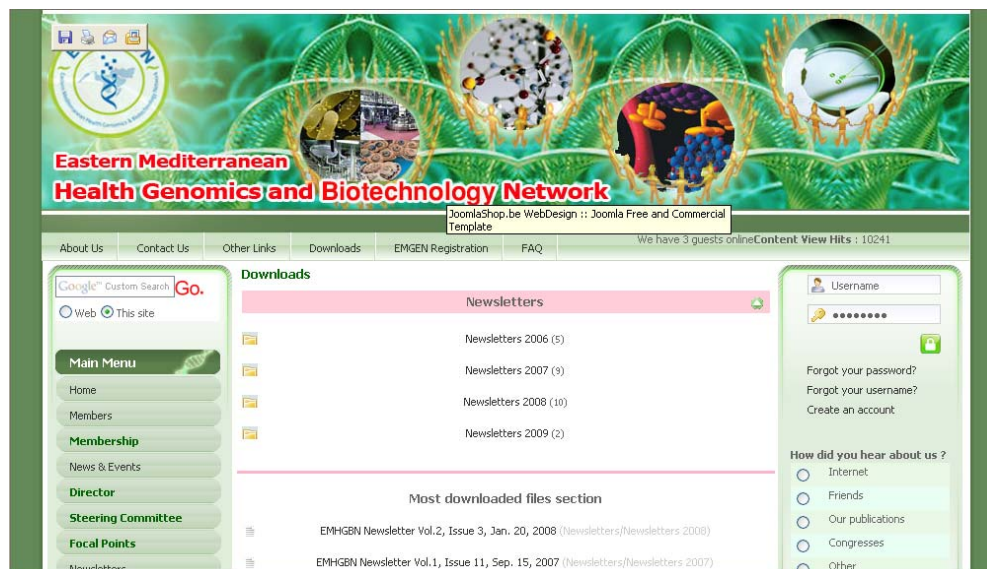 Eastern Mediterranean
Health Genomics and Biotechnology Network
JoomlaShop.be WebDesign :: Joomla Free and Commercial
Template
About Us Contact Us Other Links Downloads EMGEN Registration FAQ We have 3 guests onlineContent View Hits : 10241
Google™ Custom Search Go.
Web This site
Main Menu
Home
Members
Membership
News & Events
Director
Steering Committee
Focal Points
Newsletters
Downloads
Newsletters
Newsletters 2006 (5)
Newsletters 2007 (9)
Newsletters 2008 (10)
Newsletters 2009 (2)
Most downloaded files section
EMHGBN Newsletter Vol.2, Issue 3, Jan. 20, 2008 (Newsletters/Newsletters 2008)
EMHGBN Newsletter Vol.1, Issue 11, Sep. 15, 2007 (Newsletters/Newsletters 2007)
Username
Forgot your password?
Forgot your username?
Create an account
How did you hear about us ?
Internet
Friends
Our publications
Congresses
Other